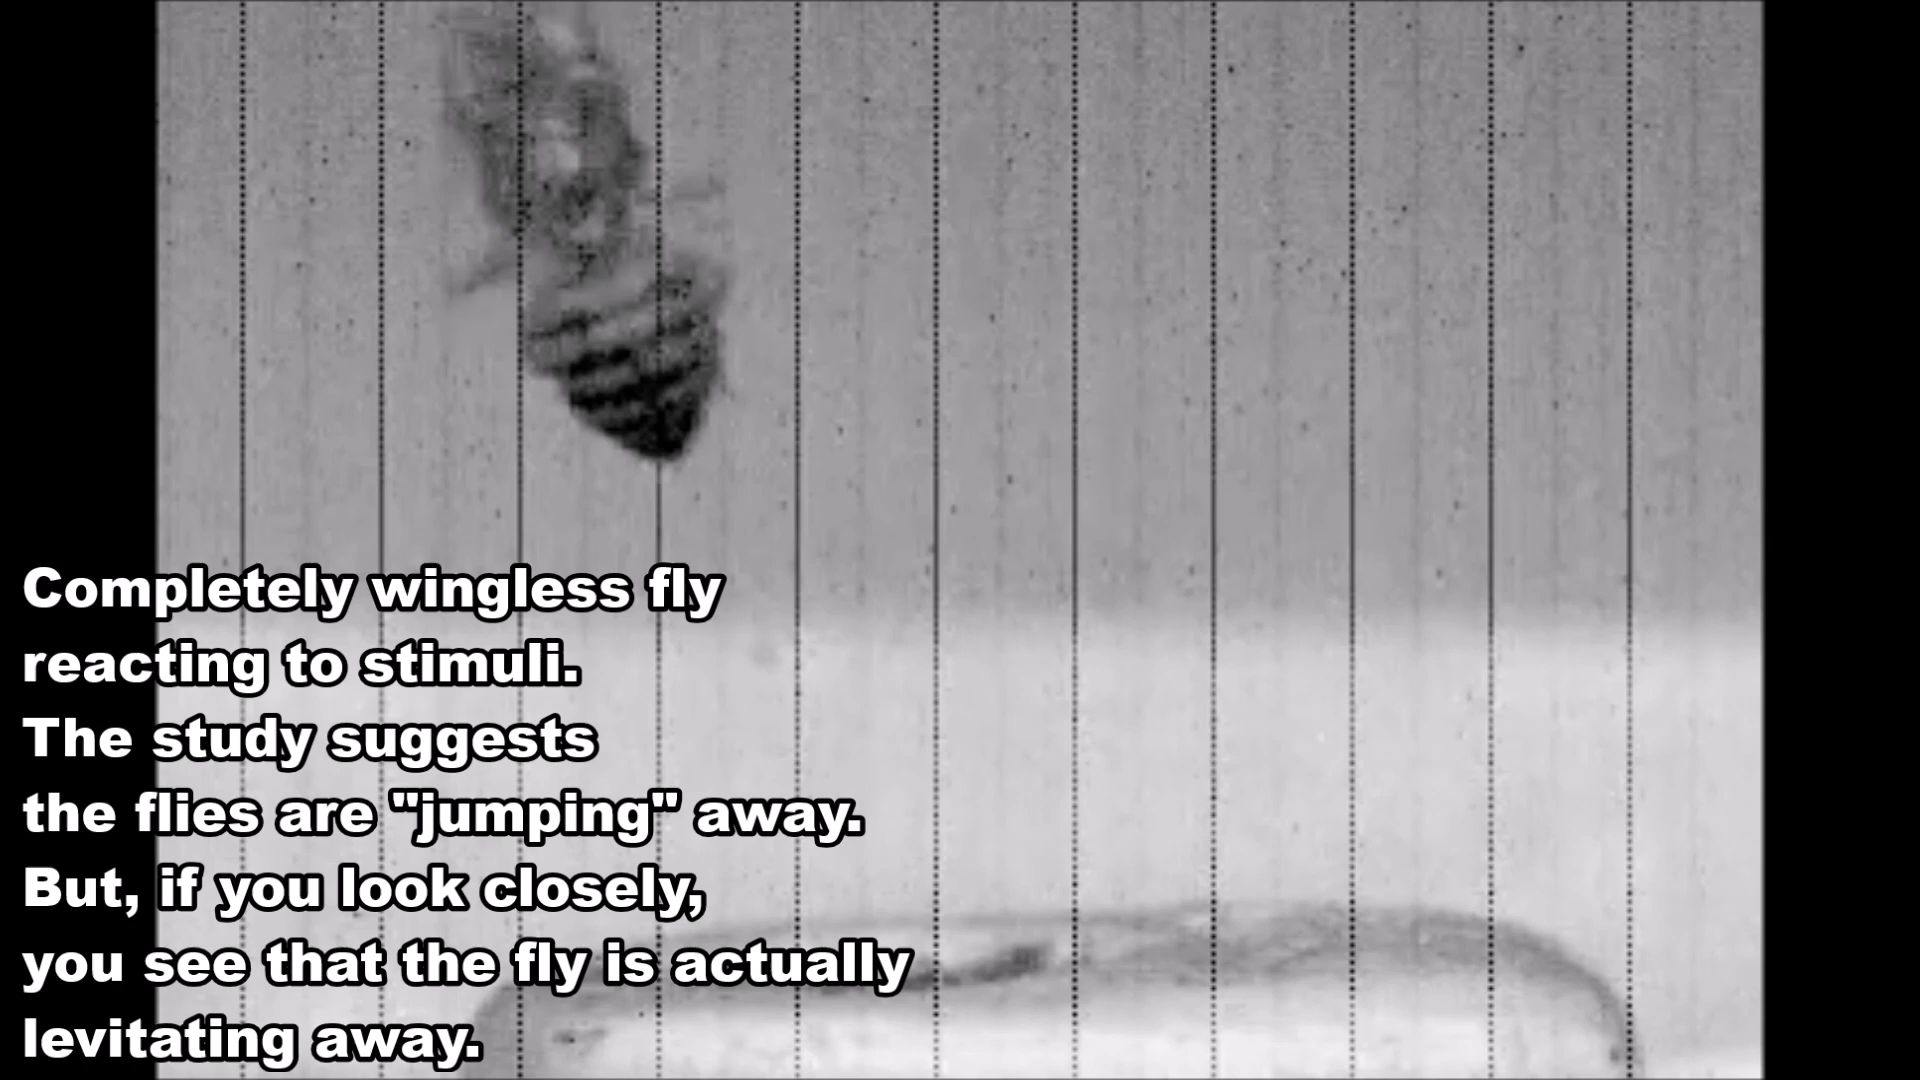 Completely wingless fly
reacting to stimuli.
The study suggests
the flies are "jumping" away.
But, if you look closely,
you see that the fly is actually
levitating away.